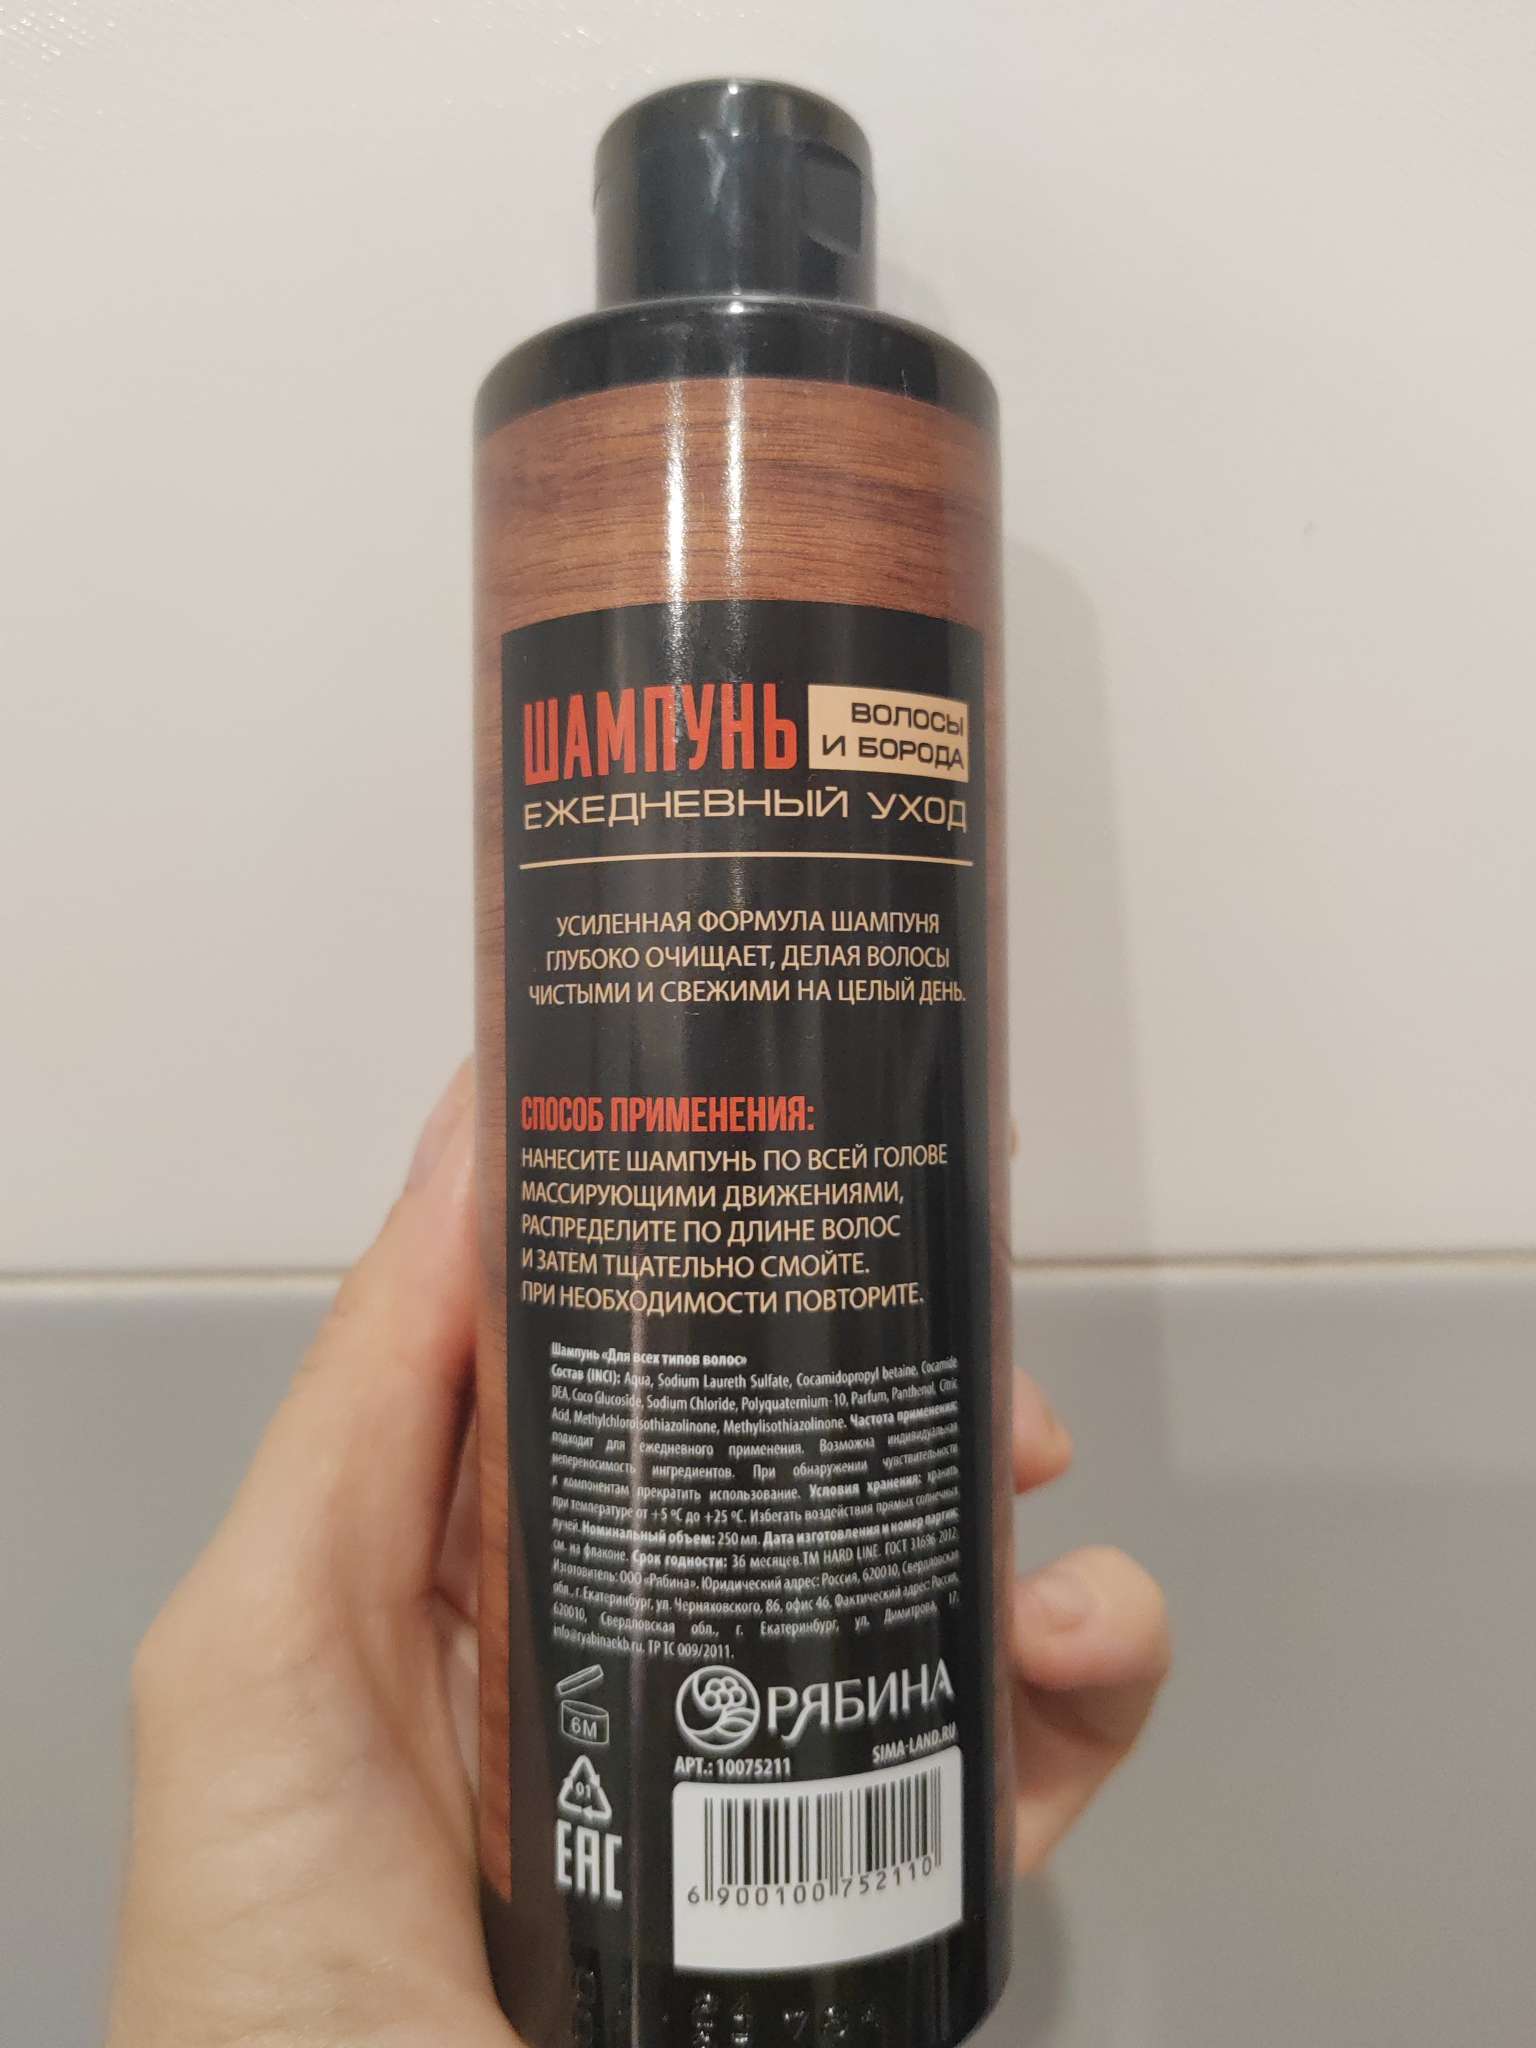 ШАМПУНЬ
ВОЛОСЫ
И БОРОДА
ЕЖЕДНЕВНЫЙ УХОД
УСИЛЕННАЯ ФОРМУЛА ШАМПУНЯ
ГЛУБОКО ОЧИЩАЕТ, ДЕЛАЯ ВОЛОСЫ
ЧИСТЫМИ И СВЕЖИМИ НА ЦЕЛЫЙ ДЕНЬ.
СПОСОБ ПРИМЕНЕНИЯ:
НАНЕСИТЕ ШАМПУНЬ ПО ВСЕЙ ГОЛОВЕ
МАССИРУЮЩИМИ ДВИЖЕНИЯМИ,
РАСПРЕДЕЛИТЕ ПО ДЛИНЕ ВОЛОС
И ЗАТЕМ ТЩАТЕЛЬНО СМОЙТЕ.
ПРИ НЕОБХОДИМОСТИ ПОВТОРИТЕ.
Шампунь «Для всех типов волос»
Состав (INCI): Aqua, Sodium Laureth Sulfate, Cocamidopropyl betaine, Cocamide
DEA, Coco Glucoside, Sodium Chloride, Polyquaternium-10, Parfum, Panthenol, Citric
Acid, Methylchloroisothiazolinone, Methylisothiazolinone. Частота применения:
подходит для ежедневного применения. Возможна индивидуальная
непереносимость ингредиентов. При обнаружении чувствительности
к компонентам прекратить использование. Условия хранения: хранить
при температуре от +5 °С до +25 °С. Избегать воздействия прямых солнечных
лучей. Номинальный объем: 250 мл. Дата изготовления и номер партии:
см. на флаконе. Срок годности: 36 месяцев. ТМ HARD LINE. ГОСТ 31696-2012.
Изготовитель: ООО «Рябина». Юридический адрес: Россия, 620010, Свердловская
обл., г. Екатеринбург, ул. Черняховского, 86, офис 46. Фактический адрес: Россия,
620010, Свердловская обл., г. Екатеринбург, ул. Димитрова, 17.
info@ryabinaekb.ru. ТР ТС 009/2011.
6M
РЯБИНА
SIMA-LAND.RU
АРТ.: 10075211
01
EAC
6 900100 752110